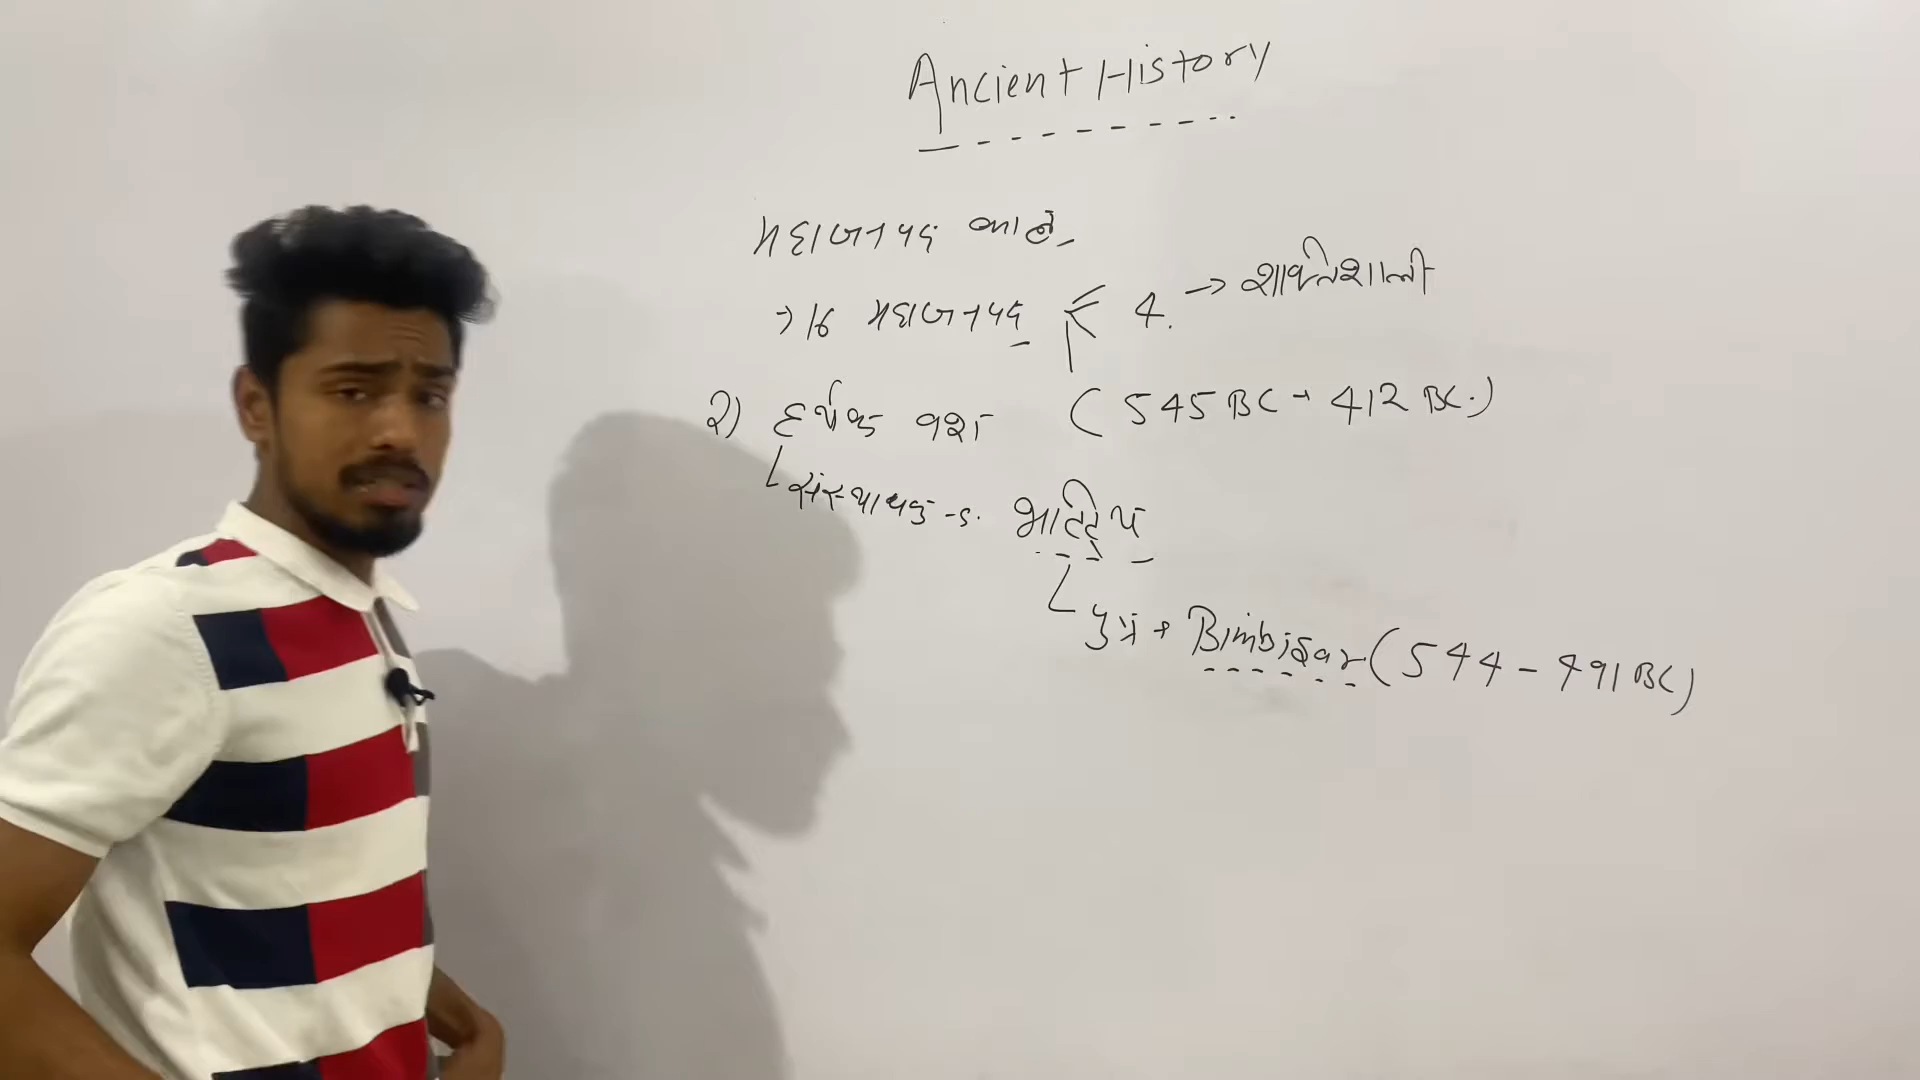 Ancient History
મહાજનપદ કાળ
→ 16 મહાજનપદ 4. → શક્તિશાલી
૨) હર્યક વંશ (545 BC → 412 BC.)
સંસ્થાપક → ભટ્ટિય
પુત્ર → Bimbisar (544 - 491 BC)